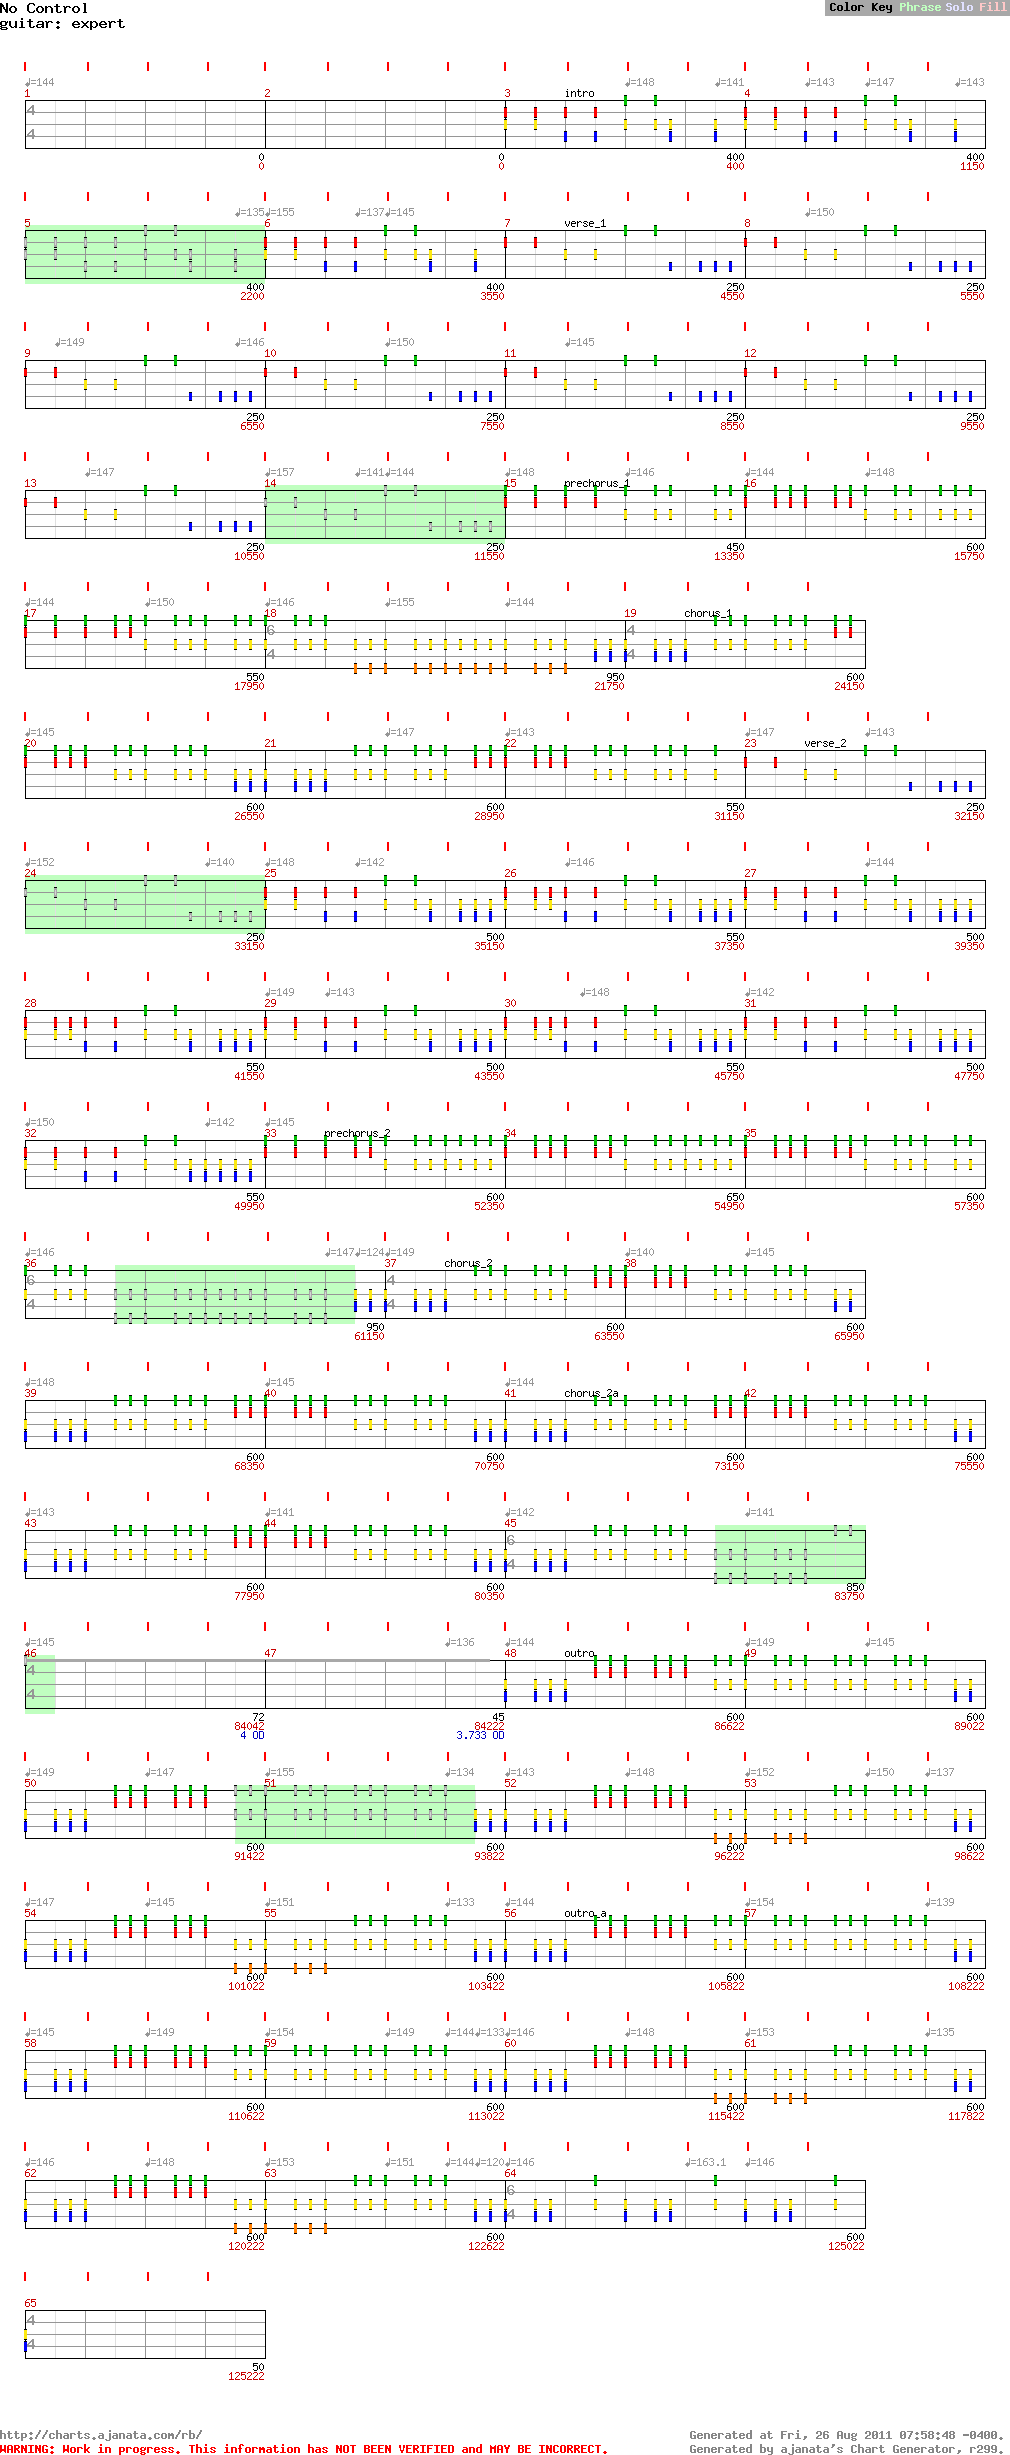 No Control
guitar: expert
Color Key Phrase Solo Fill
♩=144 ♩=148 ♩=141 ♩=143 ♩=147 ♩=143
1 2 3 intro 4
4
4
0 0 400 400
0 0 400 1150
♩=135 ♩=155 ♩=137 ♩=145 ♩=150
5 6 7 verse_1 8
400 400 250 250
2200 3550 4550 5550
♩=149 ♩=146 ♩=150 ♩=145
9 10 11 12
250 250 250 250
6550 7550 8550 9550
♩=147 ♩=157 ♩=141 ♩=144 ♩=148 ♩=146 ♩=144 ♩=148
13 14 15 prechorus_1 16
250 250 450 600
10550 11550 13350 15750
♩=144 ♩=150 ♩=146 ♩=155 ♩=144
17 18 19 chorus_1
6 4
4 4
550 950 600
17950 21750 24150
♩=145 ♩=147 ♩=143 ♩=147 ♩=143
20 21 22 23 verse_2
600 600 550 250
26550 28950 31150 32150
♩=152 ♩=140 ♩=148 ♩=142 ♩=146 ♩=144
24 25 26 27
250 500 550 500
33150 35150 37350 39350
♩=149 ♩=143 ♩=148 ♩=142
28 29 30 31
550 500 550 500
41550 43550 45750 47750
♩=150 ♩=142 ♩=145
32 33 prechorus_2 34 35
550 600 650 600
49950 52350 54950 57350
♩=146 ♩=147 ♩=124 ♩=149 ♩=140 ♩=145
36 37 chorus_2 38
6 4
4 4
950 600 600
61150 63550 65950
♩=148 ♩=145 ♩=144
39 40 41 chorus_2a 42
600 600 600 600
68350 70750 73150 75550
♩=143 ♩=141 ♩=142 ♩=141
43 44 45
6
4
600 600 850
77950 80350 83750
♩=145 ♩=136 ♩=144 ♩=149 ♩=145
46 47 48 outro 49
4
4
72 45 600 600
84042 84222 86622 89022
4 OD 3.733 OD
♩=149 ♩=147 ♩=155 ♩=134 ♩=143 ♩=148 ♩=152 ♩=150 ♩=137
50 51 52 53
600 600 600 600
91422 93822 96222 98622
♩=147 ♩=145 ♩=151 ♩=133 ♩=144 ♩=154 ♩=139
54 55 56 outro_a 57
600 600 600 600
101022 103422 105822 108222
♩=145 ♩=149 ♩=154 ♩=149 ♩=144 ♩=133 ♩=146 ♩=148 ♩=153 ♩=135
58 59 60 61
600 600 600 600
110622 113022 115422 117822
♩=146 ♩=148 ♩=153 ♩=151 ♩=144 ♩=120 ♩=146 ♩=163.1 ♩=146
62 63 64
6
4
600 600 600
120222 122622 125022
65
4
4
50
125222
http://charts.ajanata.com/rb/ Generated at Fri, 26 Aug 2011 07:58:48 -0400.
WARNING: Work in progress. This information has NOT BEEN VERIFIED and MAY BE INCORRECT. Generated by ajanata's Chart Generator, r299.